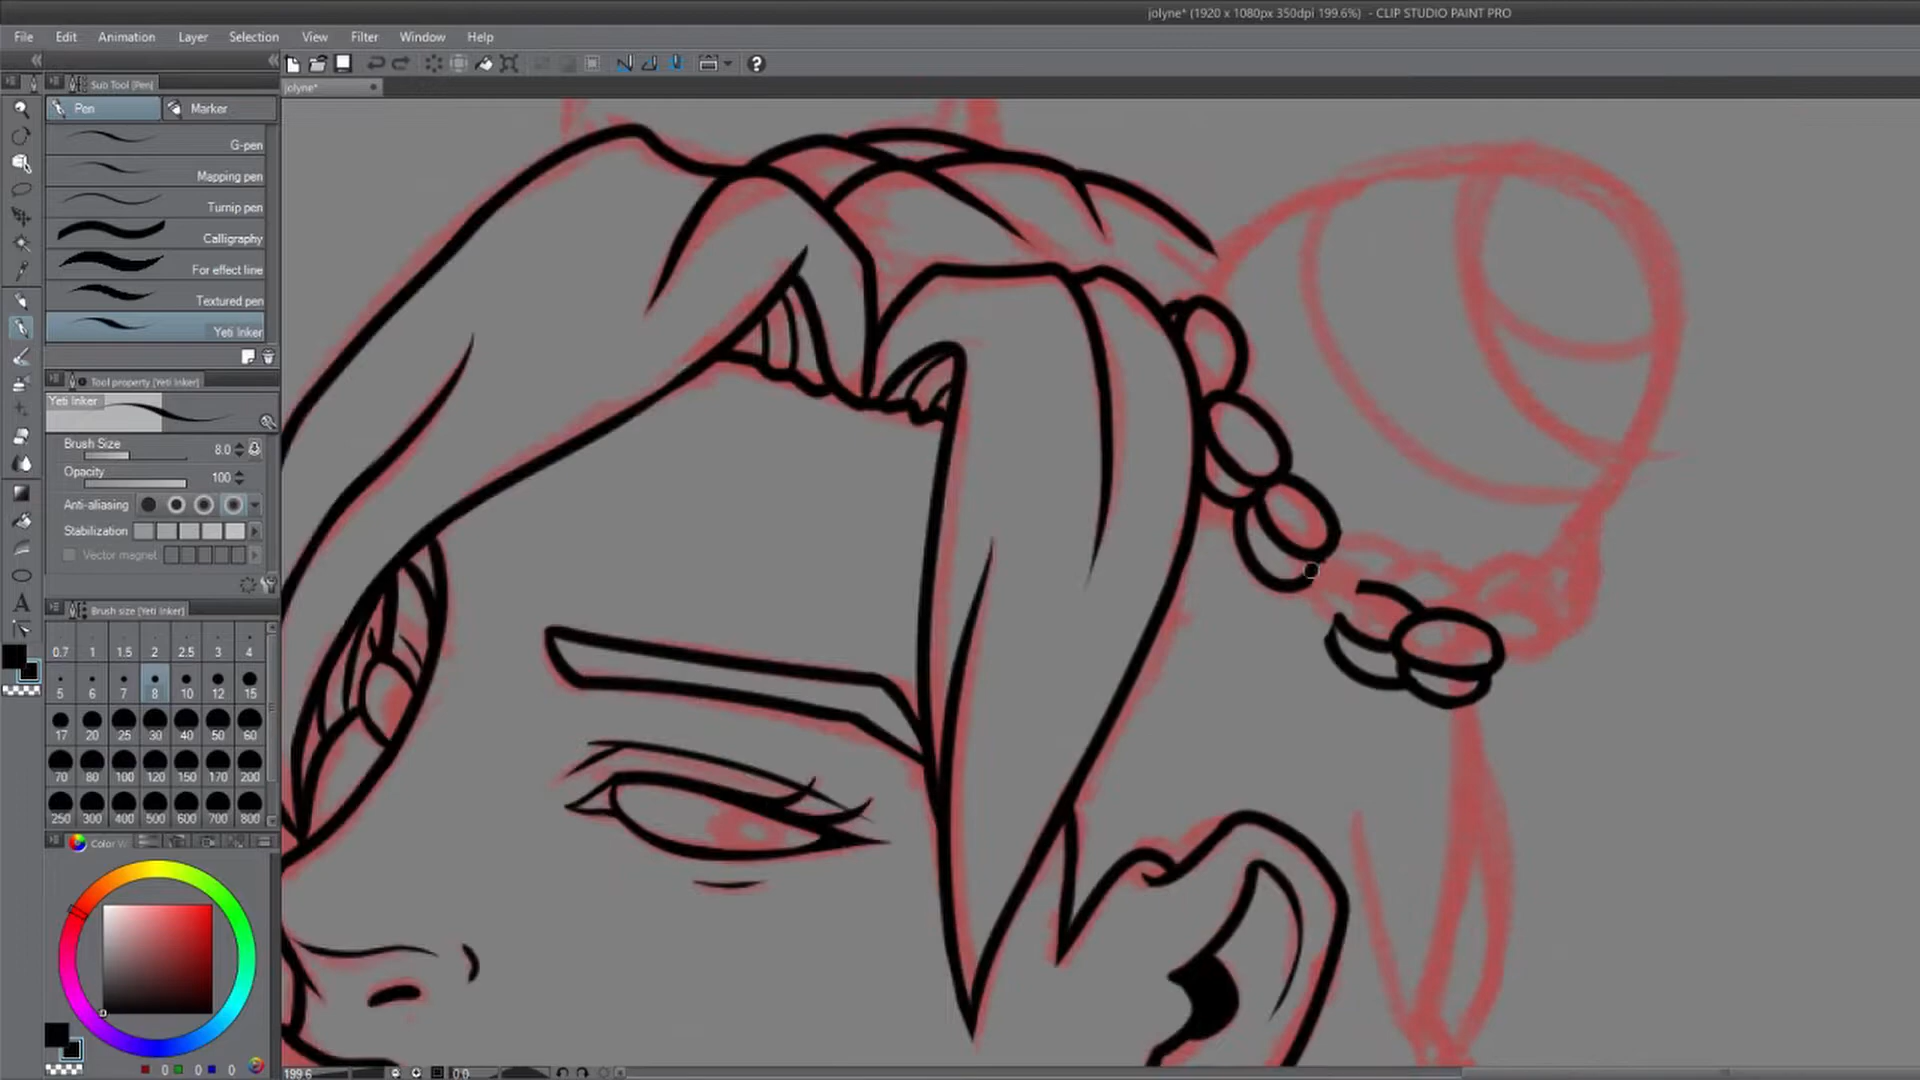 jolyne* (1920 x 1080px 350dpi 199.6%) - CLIP STUDIO PAINT PRO
File Edit Animation Layer Selection View Filter Window Help
Sub Tool [Pen]
jolyne*
Pen Marker
G-pen
Mapping pen
Turnip pen
Calligraphy
For effect line
Textured pen
Yeti Inker
Tool property [Yeti Inker]
Yeti Inker
Brush Size 8.0
Opacity 100
Anti-aliasing
Stabilization
Vector magnet
Brush size [Yeti Inker]
0.7 1 1.5 2 2.5 3 4
5 6 7 8 10 12 15
17 20 25 30 40 50 60
70 80 100 120 150 170 200
250 300 400 500 600 700 800
Color W
0 0 0
199.6 0.0